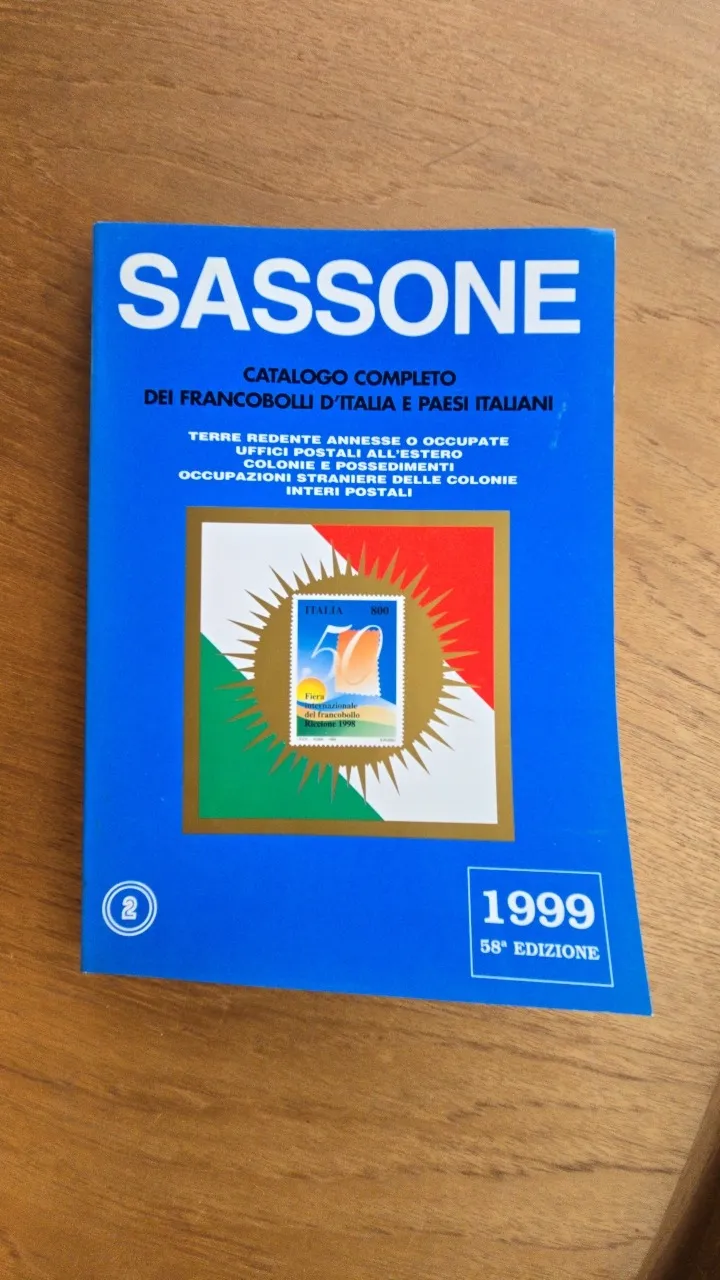 SASSONE
CATALOGO COMPLETO
DEI FRANCOBOLLI D'ITALIA E PAESI ITALIANI
TERRE REDENTE ANNESSE O OCCUPATE
UFFICI POSTALI ALL'ESTERO
COLONIE E POSSEDIMENTI
OCCUPAZIONI STRANIERE DELLE COLONIE
INTERI POSTALI
ITALIA 800
50
Fiera
internazionale
del francobollo
Riccione 1998
2
1999
58ª EDIZIONE